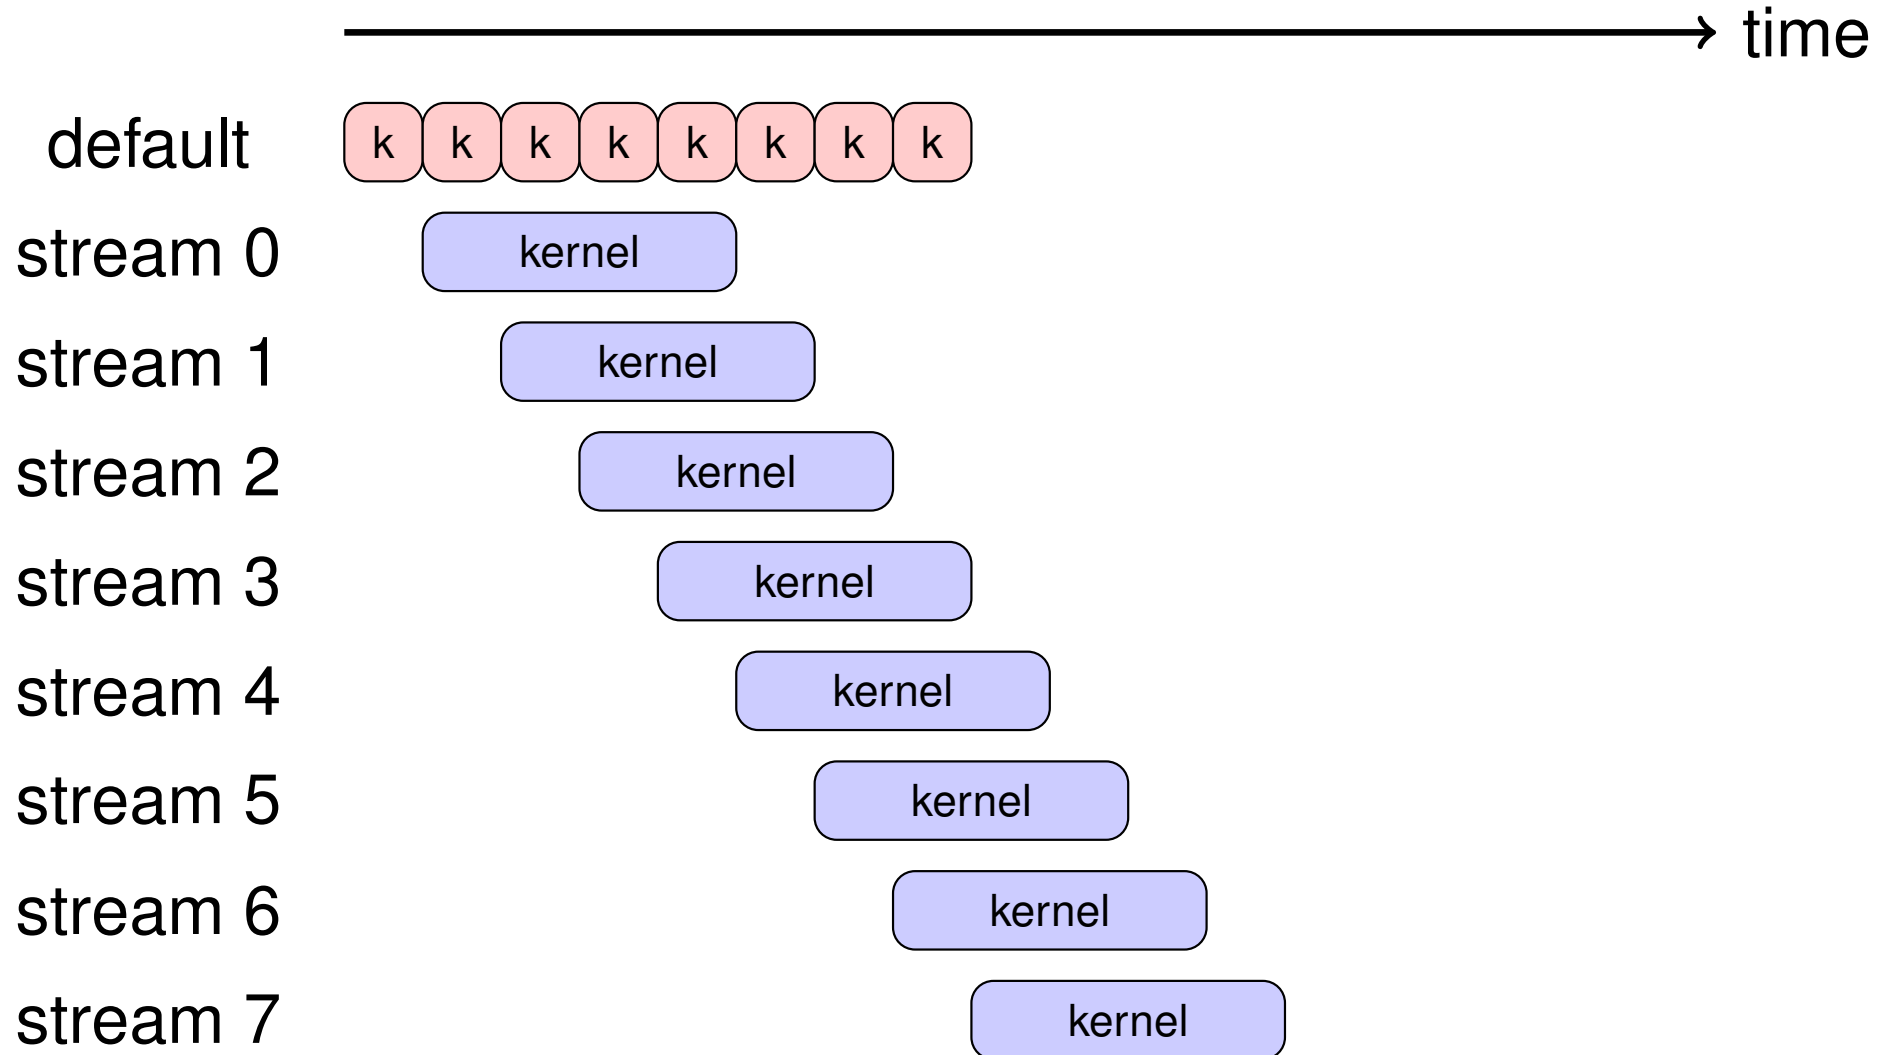 time
default k k k k k k k k
stream 0 kernel
stream 1 kernel
stream 2 kernel
stream 3 kernel
stream 4 kernel
stream 5 kernel
stream 6 kernel
stream 7 kernel